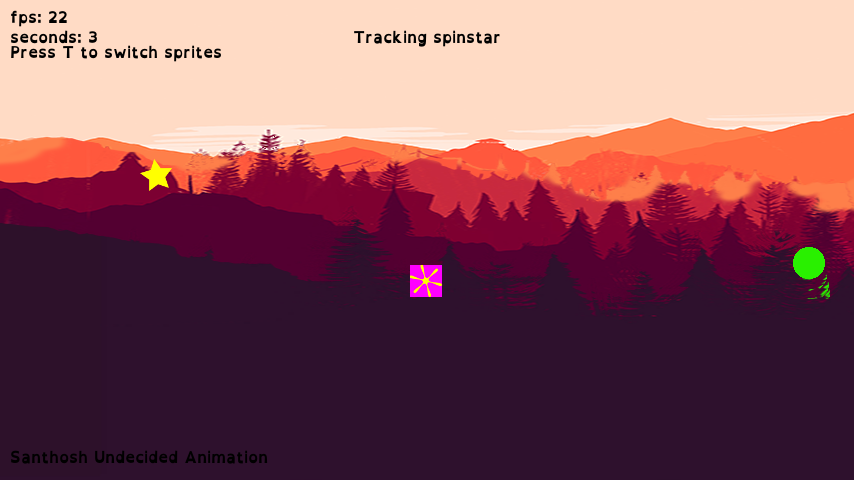 fps: 22
seconds: 3
Press T to switch sprites
Tracking spinstar
Santhosh Undecided Animation